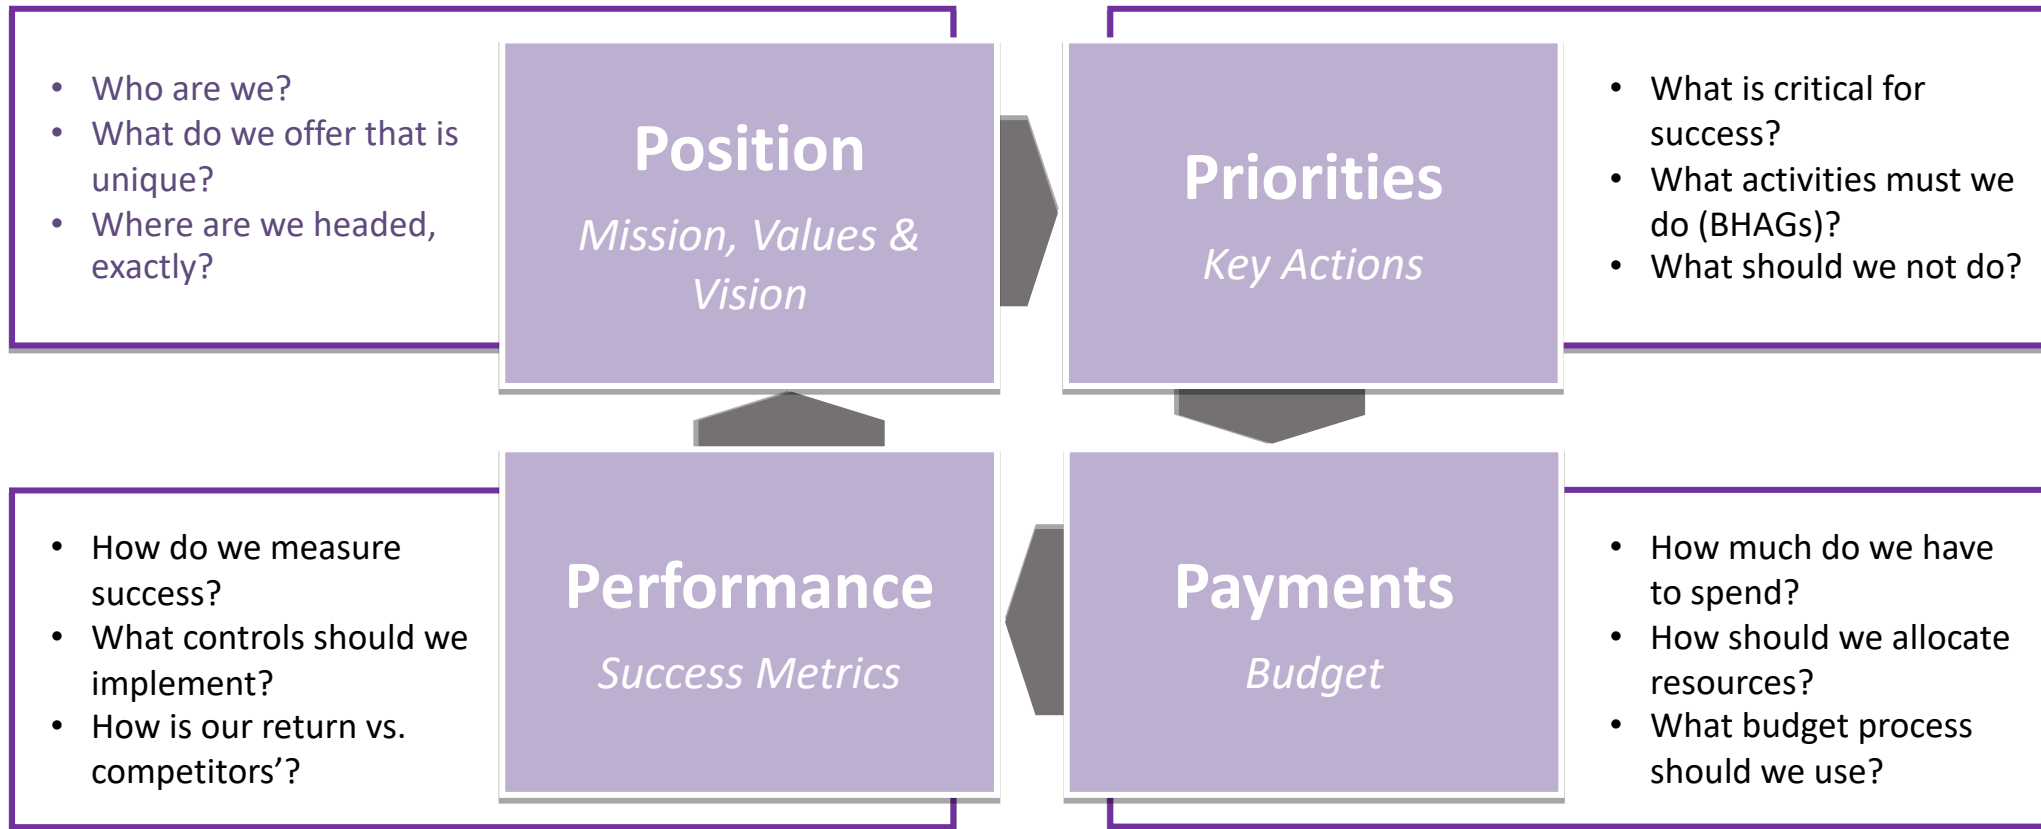 • Who are we?
• What do we offer that is
unique?
• Where are we headed,
exactly?
Position
Mission, Values &
Vision
Priorities
Key Actions
• What is critical for
success?
• What activities must we
do (BHAGs)?
• What should we not do?
• How do we measure
success?
• What controls should we
implement?
• How is our return vs.
competitors’?
Performance
Success Metrics
Payments
Budget
• How much do we have
to spend?
• How should we allocate
resources?
• What budget process
should we use?